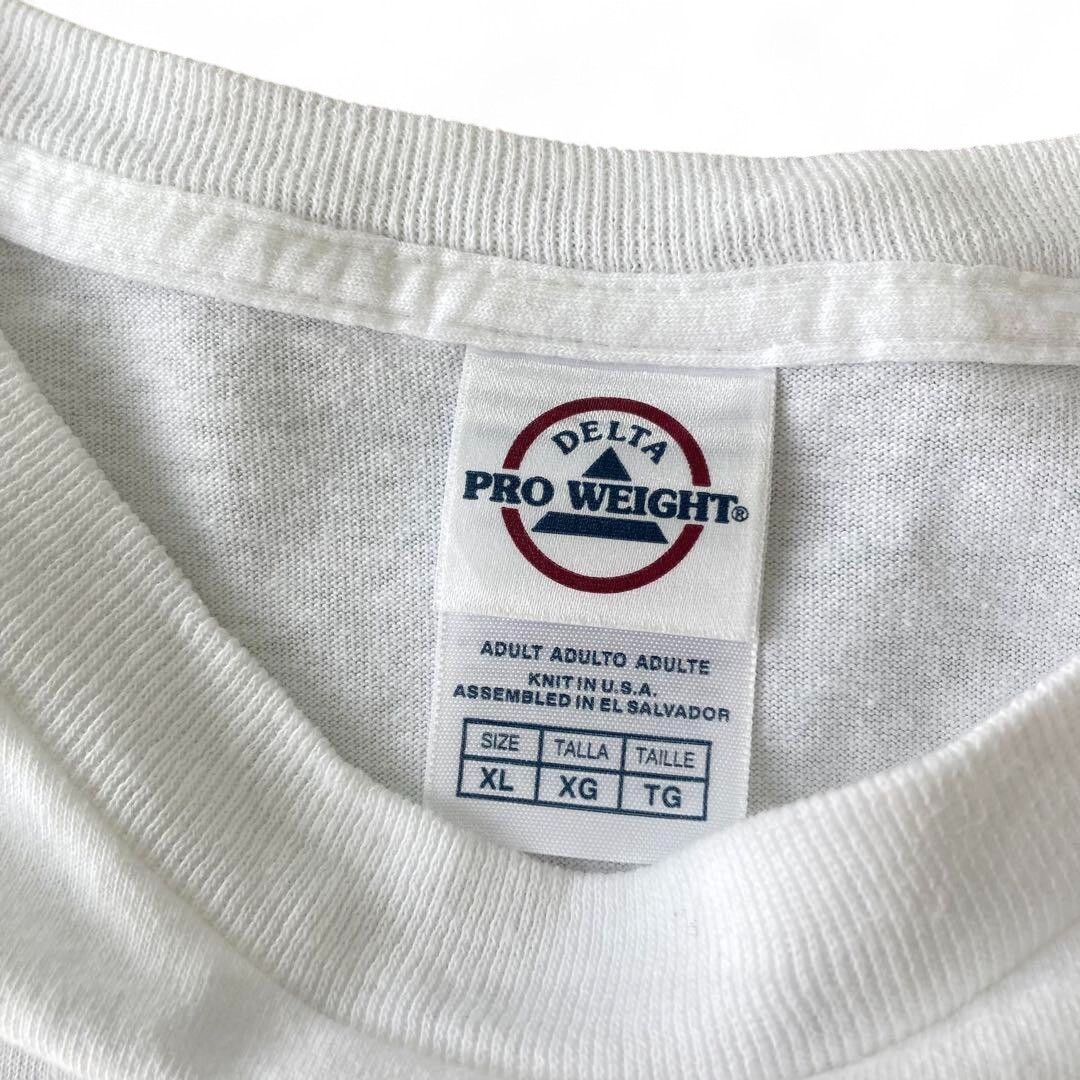 DELTA
PRO WEIGHT®
ADULT ADULTO ADULTE
KNIT IN U.S.A.
ASSEMBLED IN EL SALVADOR
SIZE TALLA TAILLE
XL XG TG